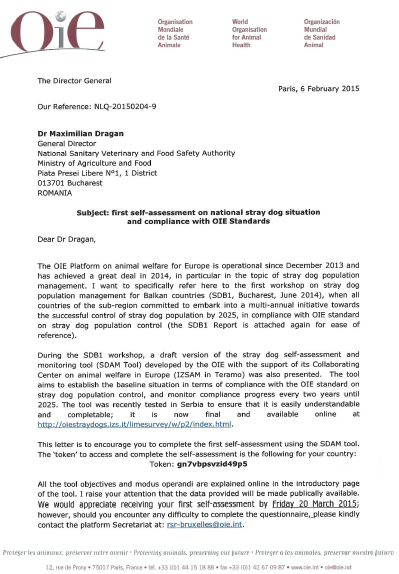 Oie
Organisation
Mondiale
de la Santé
Animale
World
Organisation
for Animal
Health
Organización
Mundial
de Sanidad
Animal
The Director General
Paris, 6 February 2015
Our Reference: NLQ-20150204-9
Dr Maximilian Dragan
General Director
National Sanitary Veterinary and Food Safety Authority
Ministry of Agriculture and Food
Piata Presei Libere N°1, 1 District
013701 Bucharest
ROMANIA
Subject: first self-assessment on national stray dog situation
and compliance with OIE Standards
Dear Dr Dragan,
The OIE Platform on animal welfare for Europe is operational since December 2013 and
has achieved a great deal in 2014, in particular in the topic of stray dog population
management. I want to specifically refer here to the first workshop on stray dog
population management for Balkan countries (SDB1, Bucharest, June 2014), when all
countries of the sub-region committed to embark into a multi-annual initiative towards
the successful control of stray dog population by 2025, in compliance with OIE standard
on stray dog population control (the SDB1 Report is attached again for ease of
reference).
During the SDB1 workshop, a draft version of the stray dog self-assessment and
monitoring tool (SDAM Tool) developed by the OIE with the support of its Collaborating
Center on animal welfare in Europe (IZSAM in Teramo) was also presented. The tool
aims to establish the baseline situation in terms of compliance with the OIE standard on
stray dog population control, and monitor compliance progress every two years until
2025. The tool was recently tested in Serbia to ensure that it is easily understandable
and completable; it is now final and available online at
http://oiestraydogs.izs.it/limesurvey/w/p2/index.html.
This letter is to encourage you to complete the first self-assessment using the SDAM tool.
The 'token' to access and complete the self-assessment is the following for your country:
Token: gn7vbpsvzid49p5
All the tool objectives and modus operandi are explained online in the introductory page
of the tool. I raise your attention that the data provided will be made publically available.
We would appreciate receiving your first self-assessment by Friday 20 March 2015;
however, should you encounter any difficulty to complete the questionnaire, please kindly
contact the platform Secretariat at: rsr-bruxelles@oie.int.
Protéger les animaux, préserver notre avenir • Protecting animals, preserving our future • Proteger a los animales, preservar nuestro futuro
12, rue de Prony • 75017 Paris, France • tel. +33 (0)1 44 15 18 88 • fax +33 (0)1 42 67 09 87 • www.oie.int • oie@oie.int